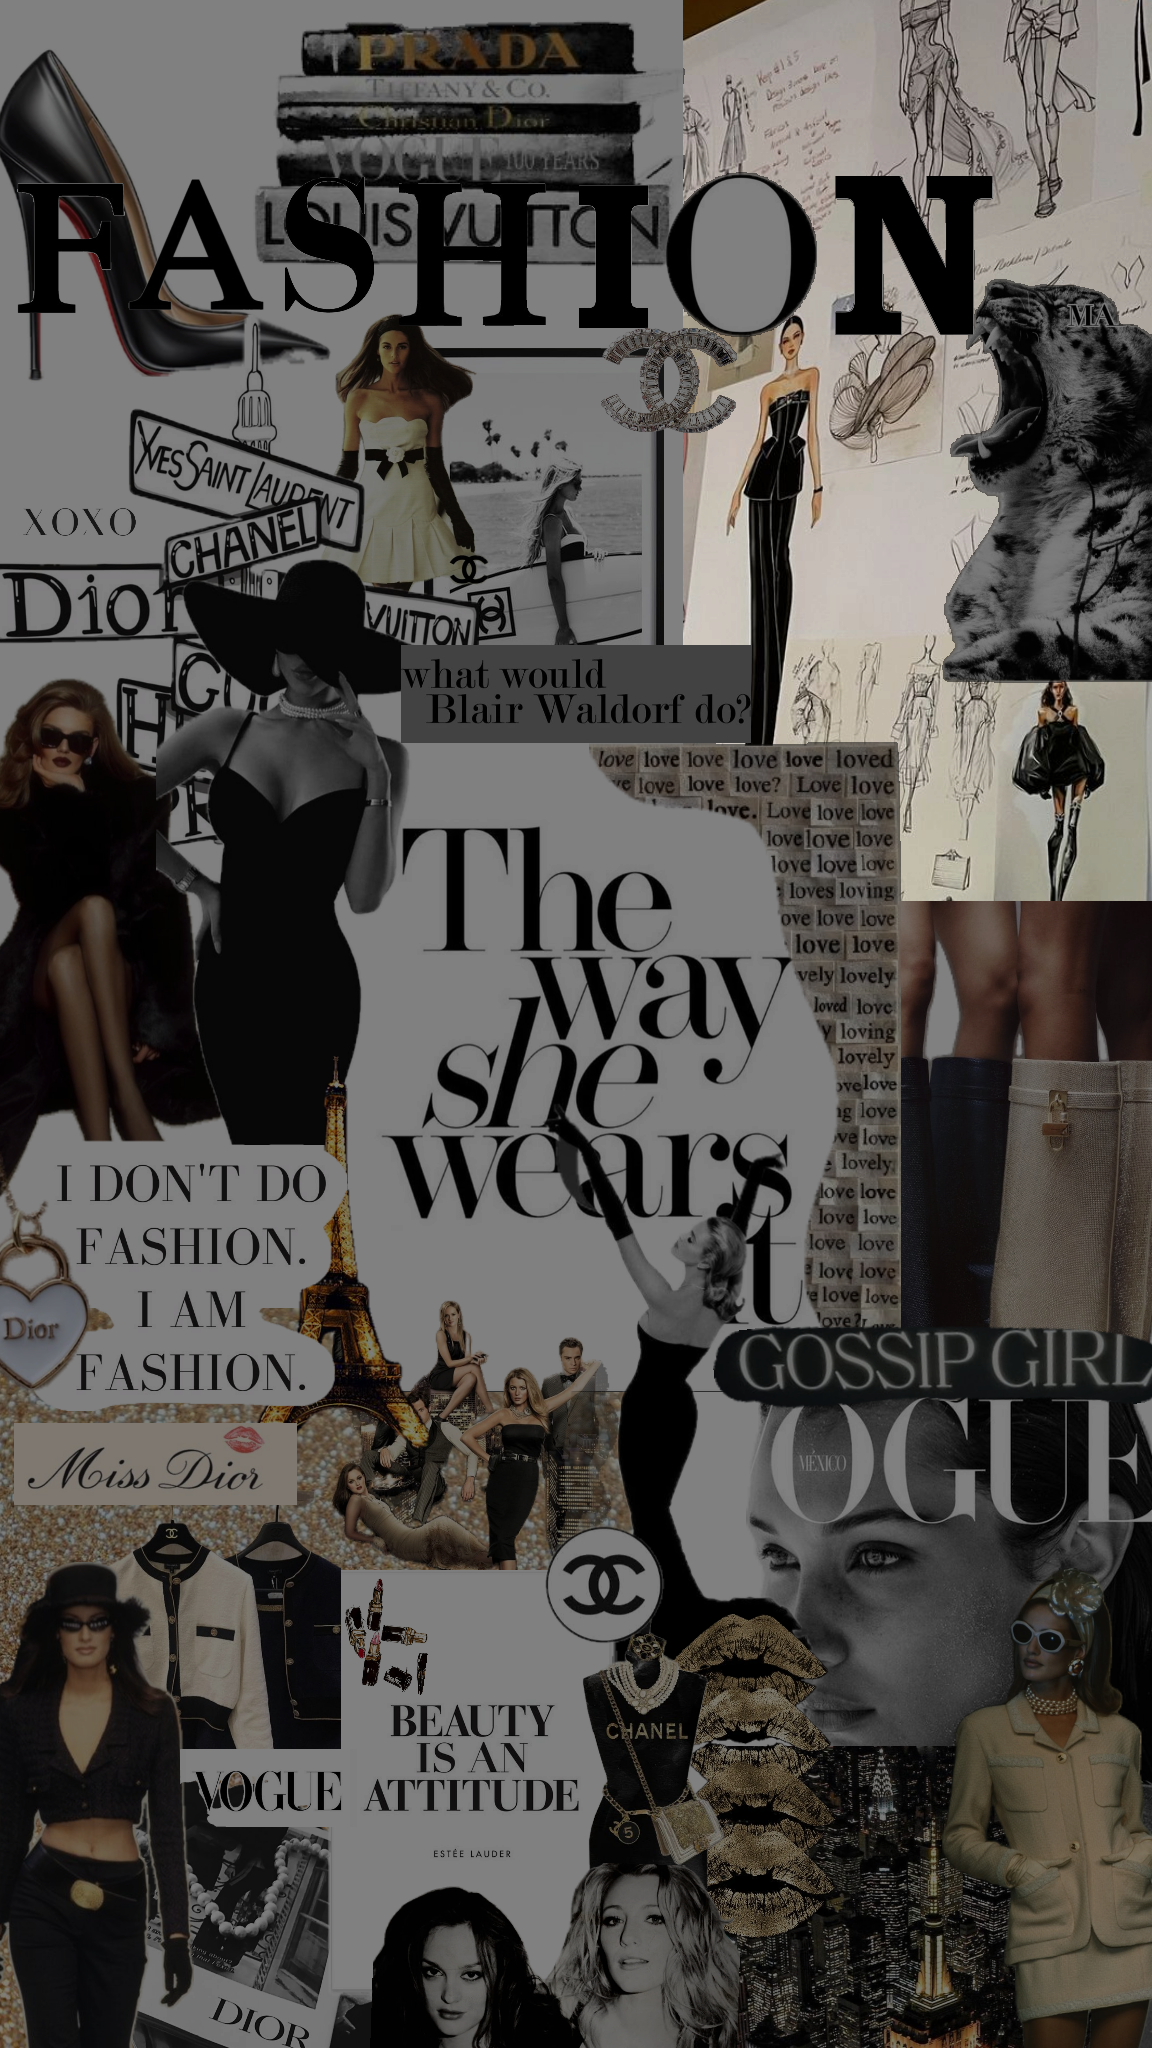 PRADA
TIFFANY & CO.
Christian Dior
VOGUE 100 YEARS
LOUIS VUITTON
FASHION
MA
YVES SAINT LAURENT
XOXO
CHANEL
Dior
VUITTON
what would
Blair Waldorf do?
love love love love love loved
love love love? Love love
love. Love love love
love love love
love love love
loves loving
love love
love love
lovely
loved love
loving
lovely
love
love
love
lovely
love love
love love
love love
love love
love love
love?
The
way
she
wears
it
I DON'T DO
FASHION.
I AM
FASHION.
Dior
GOSSIP GIRL
Miss Dior
OGUE
MÉXICO
CHANEL
5
BEAUTY
IS AN
ATTITUDE
ESTÉE LAUDER
VOGUE
DIOR